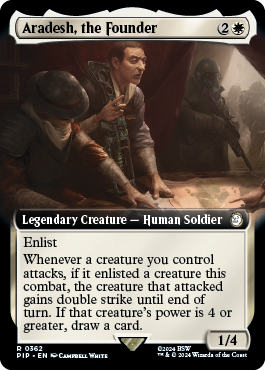 Aradesh, the Founder 2
Legendary Creature — Human Soldier
Enlist
Whenever a creature you control
attacks, if it enlisted a creature this
combat, the creature that attacked
gains double strike until end of
turn. If that creature's power is 4 or
greater, draw a card.
1/4
R 0362
PIP • EN CAMPBELL WHITE
©2024 BSW
™ & © 2024 Wizards of the Coast